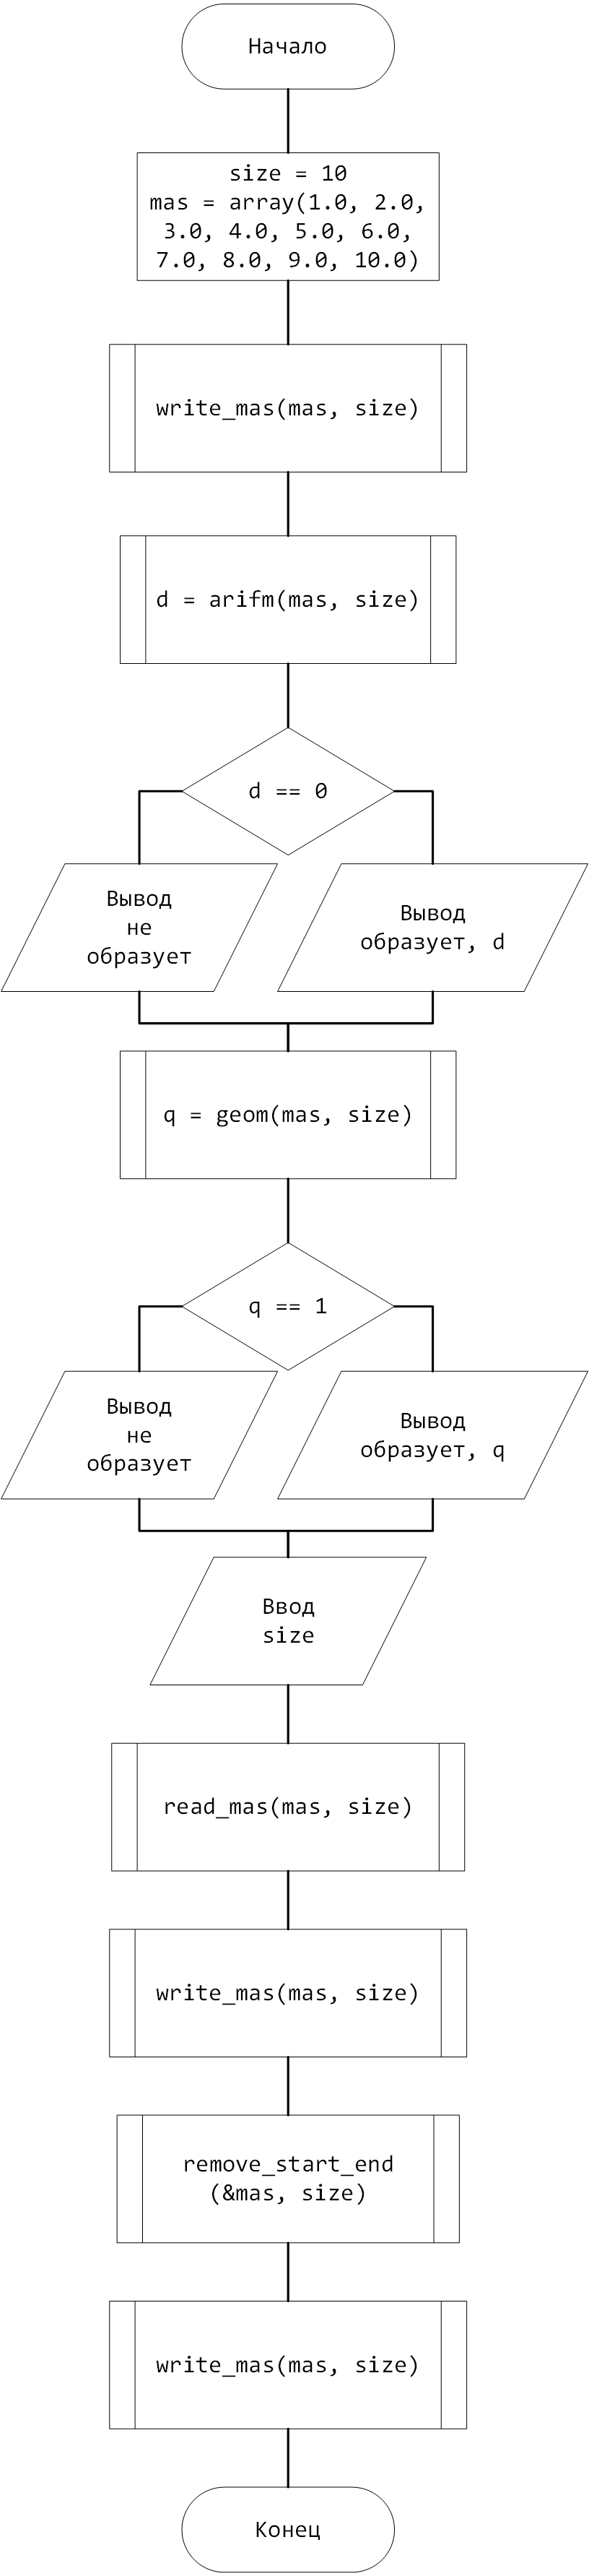 Начало
size = 10
mas = array(1.0, 2.0,
3.0, 4.0, 5.0, 6.0,
7.0, 8.0, 9.0, 10.0)
write_mas(mas, size)
d = arifm(mas, size)
d == 0
Вывод
не
образует
Вывод
образует, d
q = geom(mas, size)
q == 1
Вывод
не
образует
Вывод
образует, q
Ввод
size
read_mas(mas, size)
write_mas(mas, size)
remove_start_end
(&mas, size)
write_mas(mas, size)
Конец